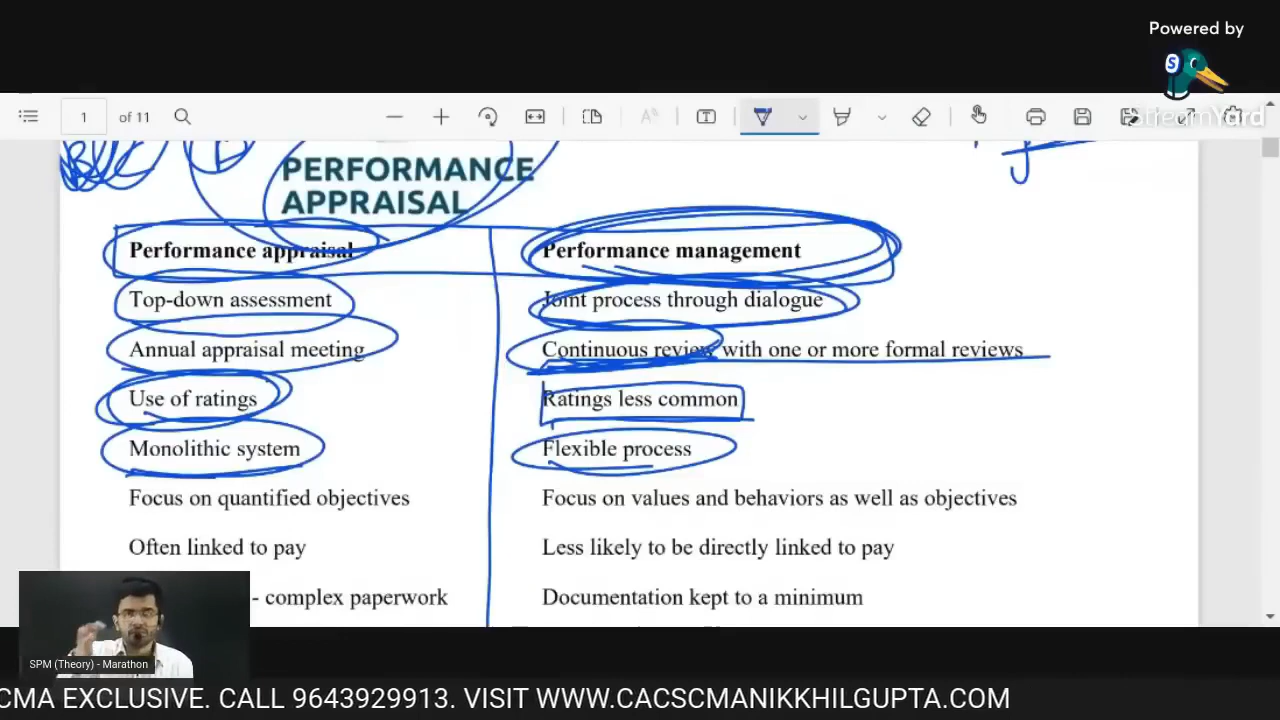 Powered by
S
StreamYard
1 of 11
PERFORMANCE
APPRAISAL
Performance appraisal Performance management
Top-down assessment Joint process through dialogue
Annual appraisal meeting Continuous review with one or more formal reviews
Use of ratings Ratings less common
Monolithic system Flexible process
Focus on quantified objectives Focus on values and behaviors as well as objectives
Often linked to pay Less likely to be directly linked to pay
- complex paperwork Documentation kept to a minimum
SPM (Theory) - Marathon
CMA EXCLUSIVE. CALL 9643929913. VISIT WWW.CACSCMANIKKHILGUPTA.COM